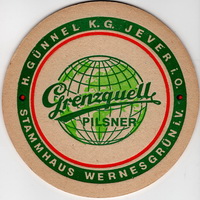 H. GÜNNEL K.G. JEVER I.O.
Grenzquell
PILSNER
STAMMHAUS WERNESGRÜN I.V.